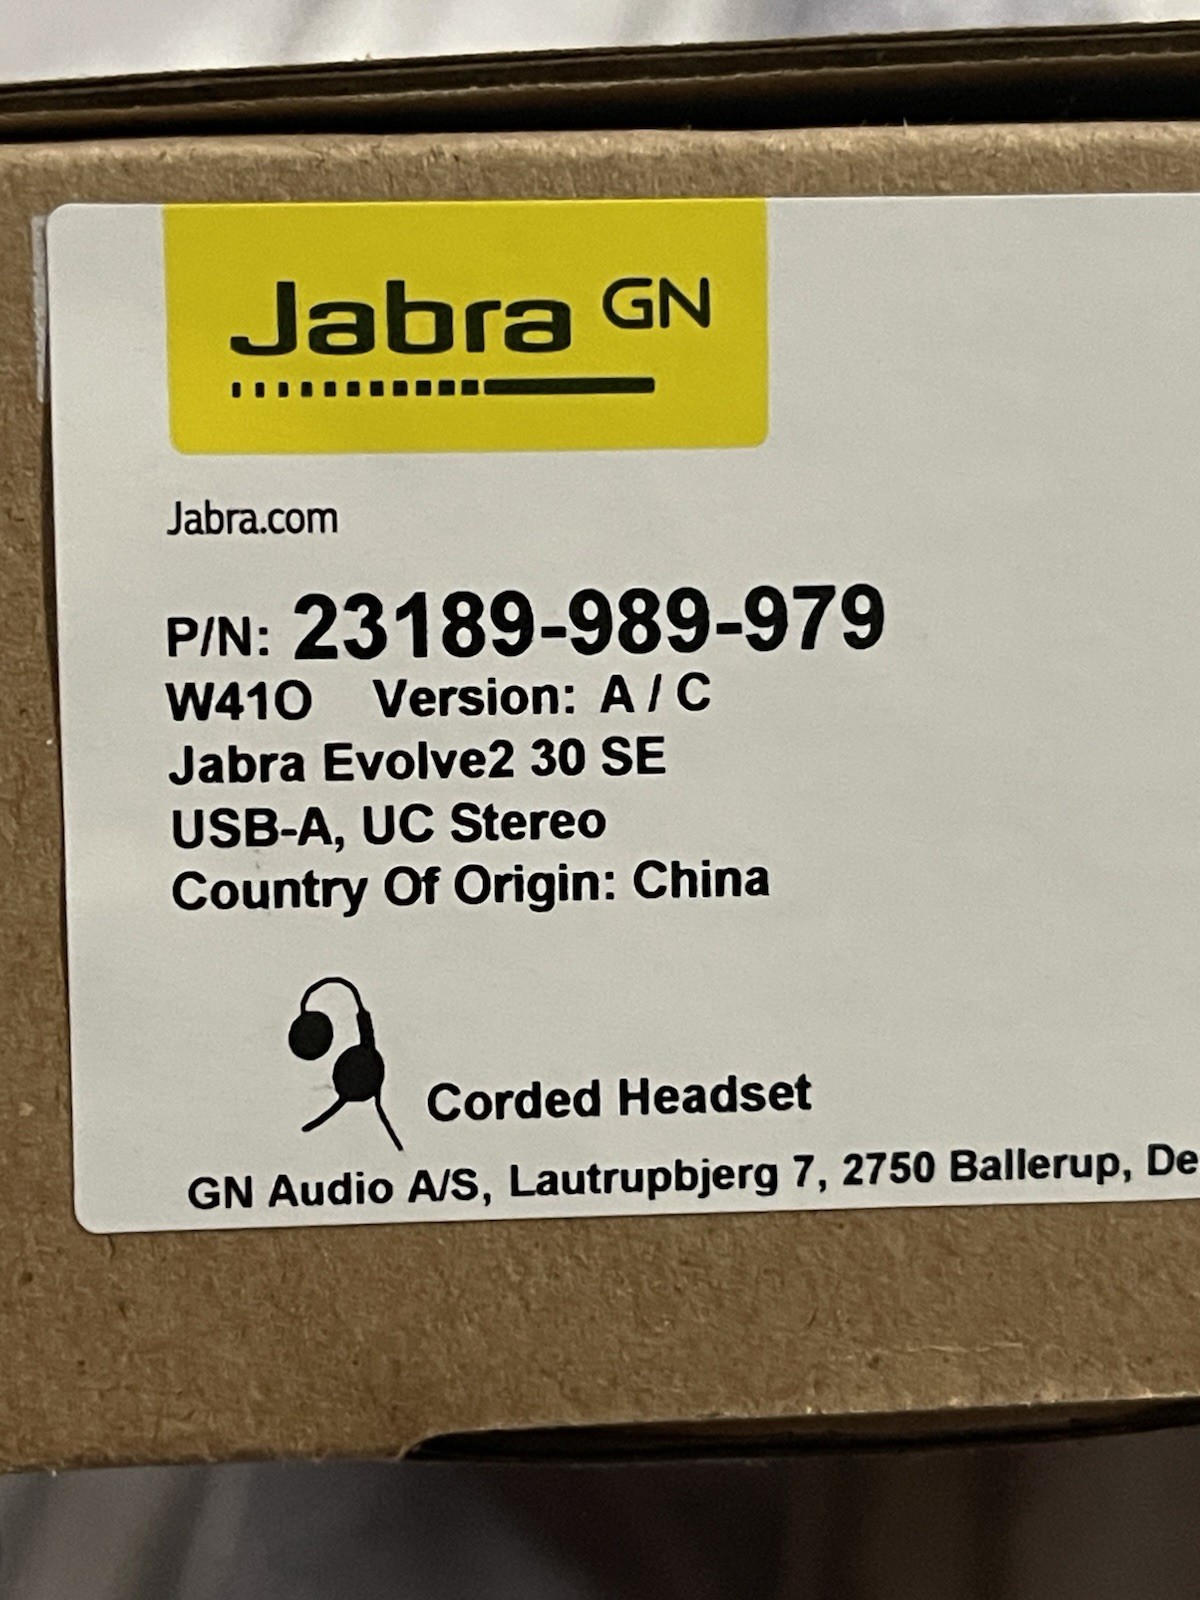 Jabra GN
Jabra.com
P/N: 23189-989-979
W41O Version: A / C
Jabra Evolve2 30 SE
USB-A, UC Stereo
Country Of Origin: China
Corded Headset
GN Audio A/S, Lautrupbjerg 7, 2750 Ballerup, De